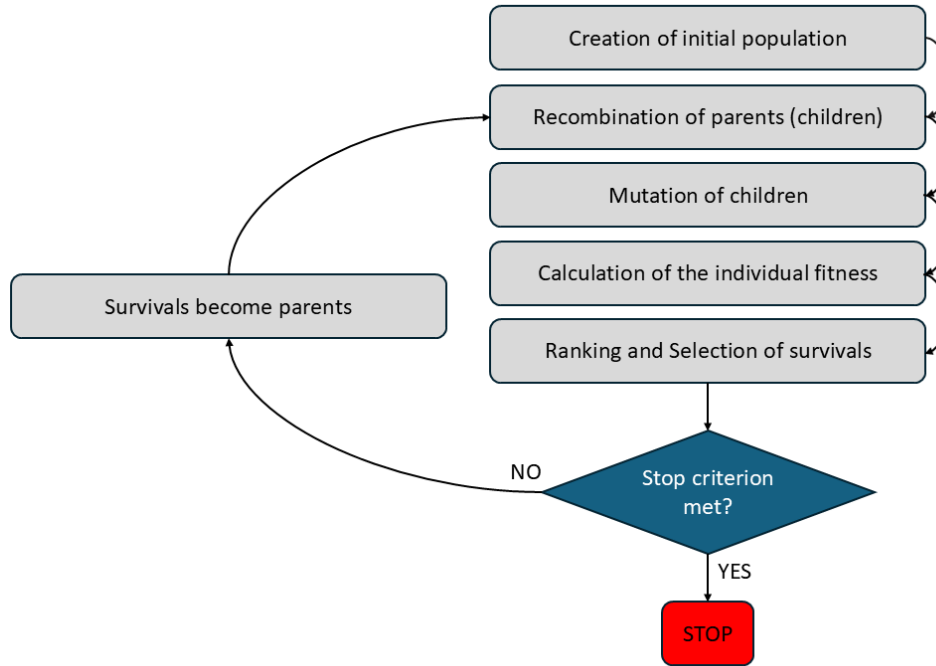 Creation of initial population
Recombination of parents (children)
Mutation of children
Calculation of the individual fitness
Survivals become parents
Ranking and Selection of survivals
NO
Stop criterion
met?
YES
STOP